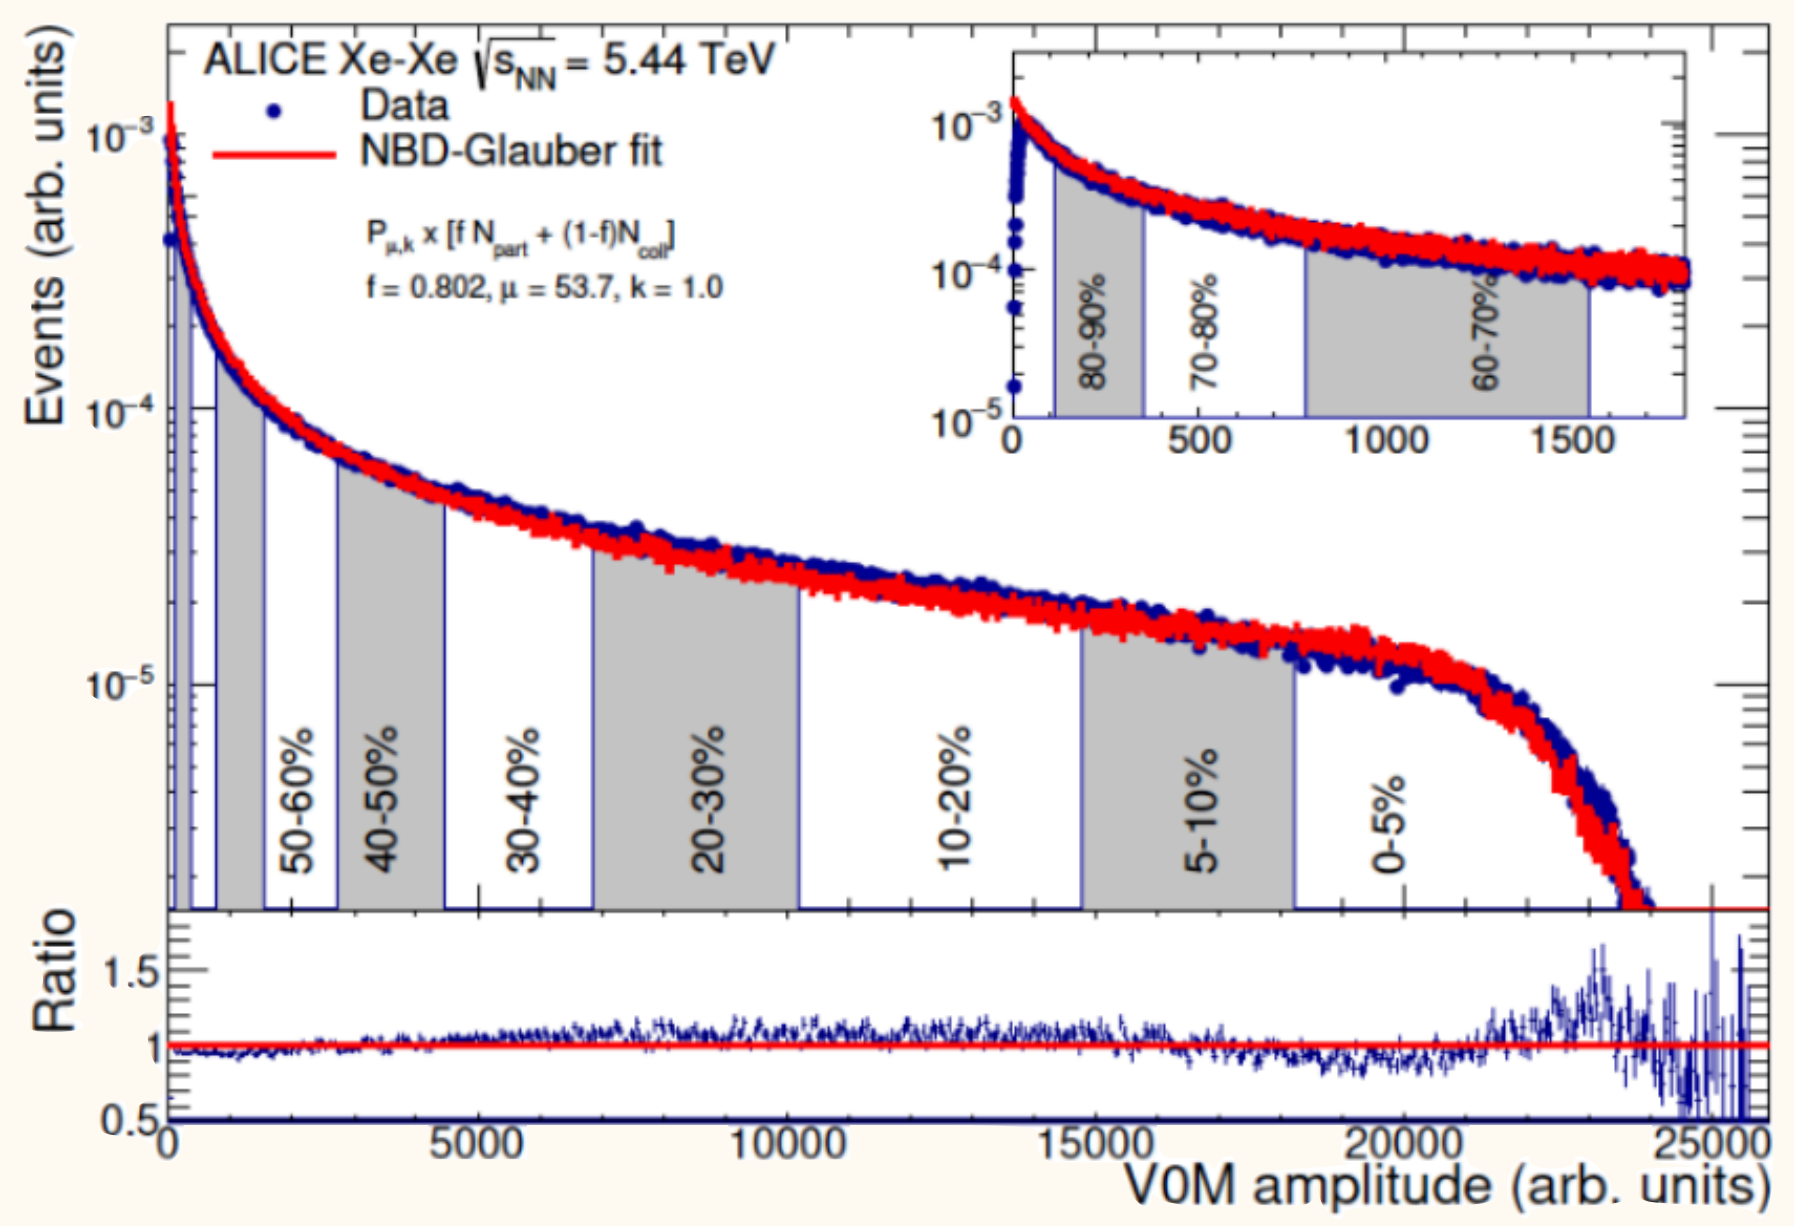 ALICE Xe-Xe √sNN = 5.44 TeV
Data
NBD-Glauber fit
Pμ,k x [f Npart + (1-f)Ncoll]
f = 0.802, μ = 53.7, k = 1.0
Events (arb. units)
10−3
10−4
10−5
10−3
10−4
10−5
80-90%
70-80%
60-70%
0 500 1000 1500
50-60%
40-50%
30-40%
20-30%
10-20%
5-10%
0-5%
Ratio
1.5
1
0.5
0 5000 10000 15000 20000 25000
V0M amplitude (arb. units)